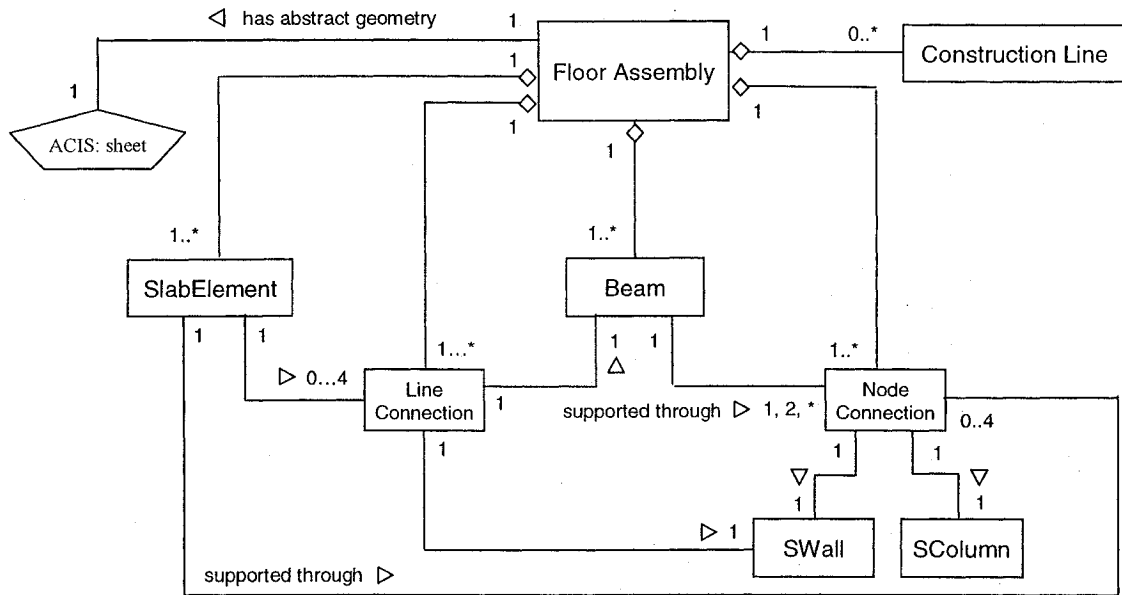 has abstract geometry 1
1 0..*
Floor Assembly
Construction Line
1
1
1
1
1
ACIS: sheet
1..*
1..*
SlabElement
Beam
1 1
1 1
1...*
1..*
0...4
Line
Connection
1
supported through 1, 2, *
Node
Connection
0..4
1
1 1
1 1
1
SWall
SColumn
supported through